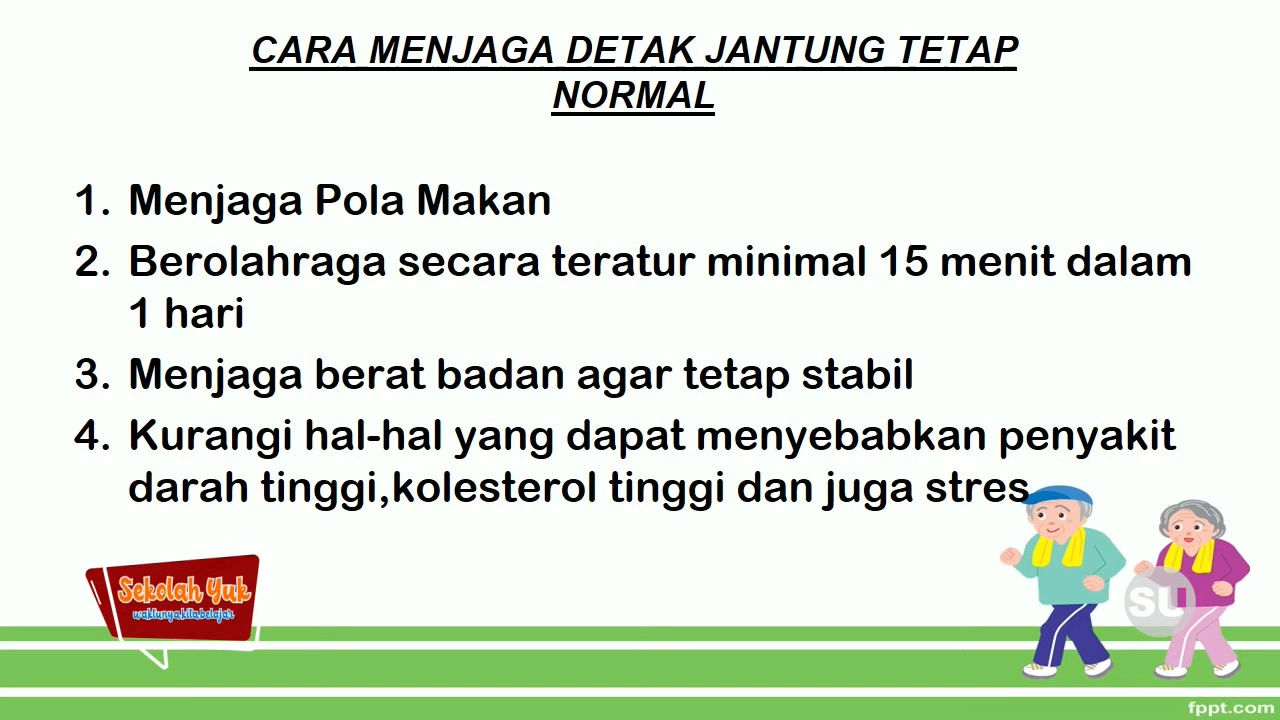 CARA MENJAGA DETAK JANTUNG TETAP
NORMAL
1. Menjaga Pola Makan
2. Berolahraga secara teratur minimal 15 menit dalam
1 hari
3. Menjaga berat badan agar tetap stabil
4. Kurangi hal-hal yang dapat menyebabkan penyakit
darah tinggi,kolesterol tinggi dan juga stres
Sekolah Yuk
waktunya,kita,belajar
SU
fppt.com